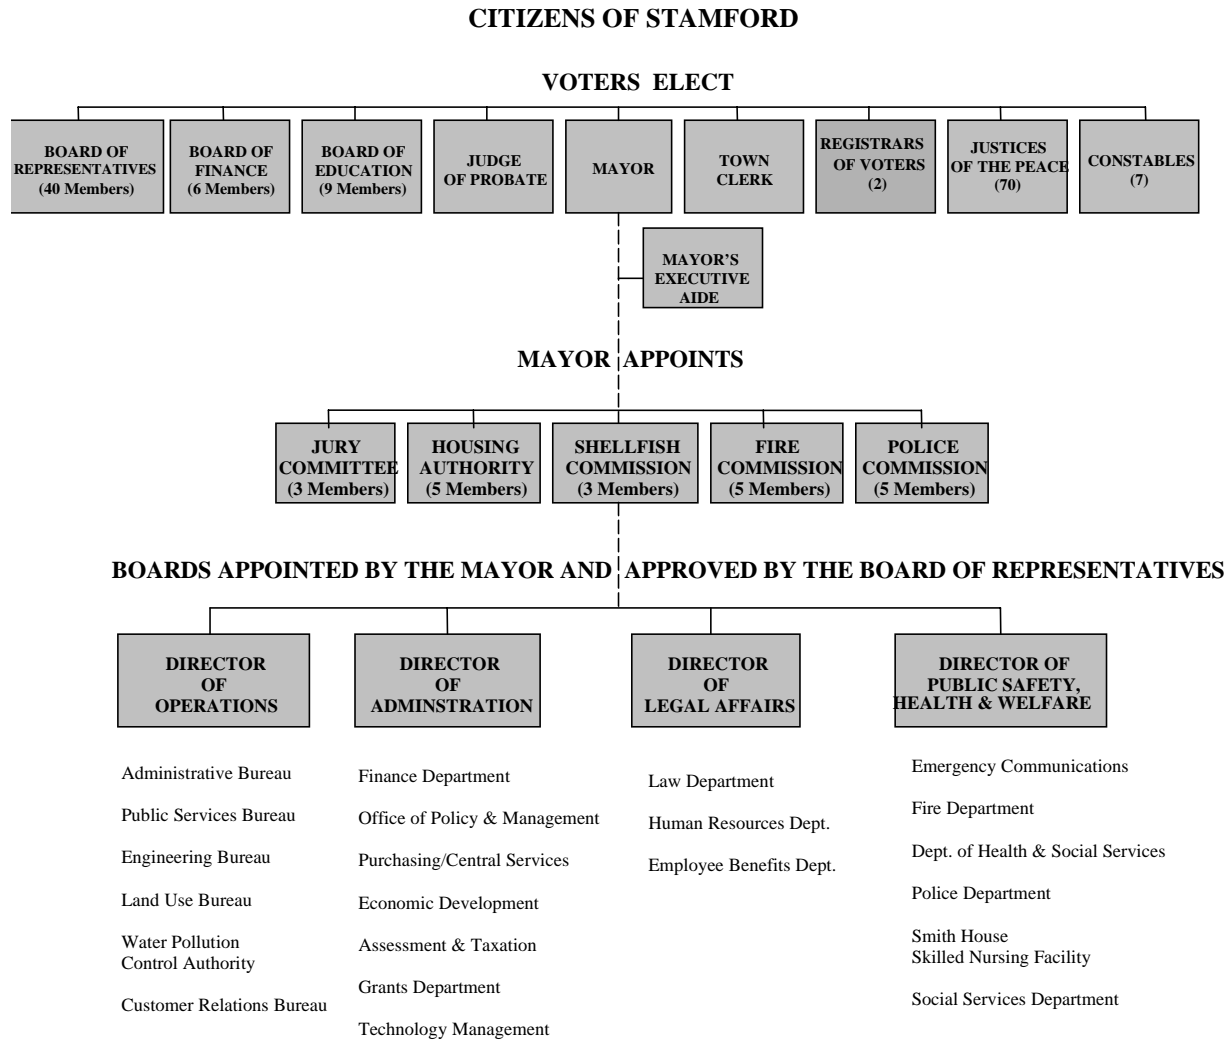 CITIZENS OF STAMFORD
VOTERS ELECT
BOARD OF
REPRESENTATIVES
(40 Members)
BOARD OF
FINANCE
(6 Members)
BOARD OF
EDUCATION
(9 Members)
JUDGE
OF PROBATE
MAYOR
TOWN
CLERK
REGISTRARS
OF VOTERS
(2)
JUSTICES
OF THE PEACE
(70)
CONSTABLES
(7)
MAYOR'S
EXECUTIVE
AIDE
MAYOR APPOINTS
JURY
COMMITTEE
(3 Members)
HOUSING
AUTHORITY
(5 Members)
SHELLFISH
COMMISSION
(3 Members)
FIRE
COMMISSION
(5 Members)
POLICE
COMMISSION
(5 Members)
BOARDS APPOINTED BY THE MAYOR AND APPROVED BY THE BOARD OF REPRESENTATIVES
DIRECTOR
OF
OPERATIONS
Administrative Bureau
Public Services Bureau
Engineering Bureau
Land Use Bureau
Water Pollution
Control Authority
Customer Relations Bureau
DIRECTOR
OF
ADMINSTRATION
Finance Department
Office of Policy & Management
Purchasing/Central Services
Economic Development
Assessment & Taxation
Grants Department
Technology Management
DIRECTOR
OF
LEGAL AFFAIRS
Law Department
Human Resources Dept.
Employee Benefits Dept.
DIRECTOR OF
PUBLIC SAFETY,
HEALTH & WELFARE
Emergency Communications
Fire Department
Dept. of Health & Social Services
Police Department
Smith House
Skilled Nursing Facility
Social Services Department